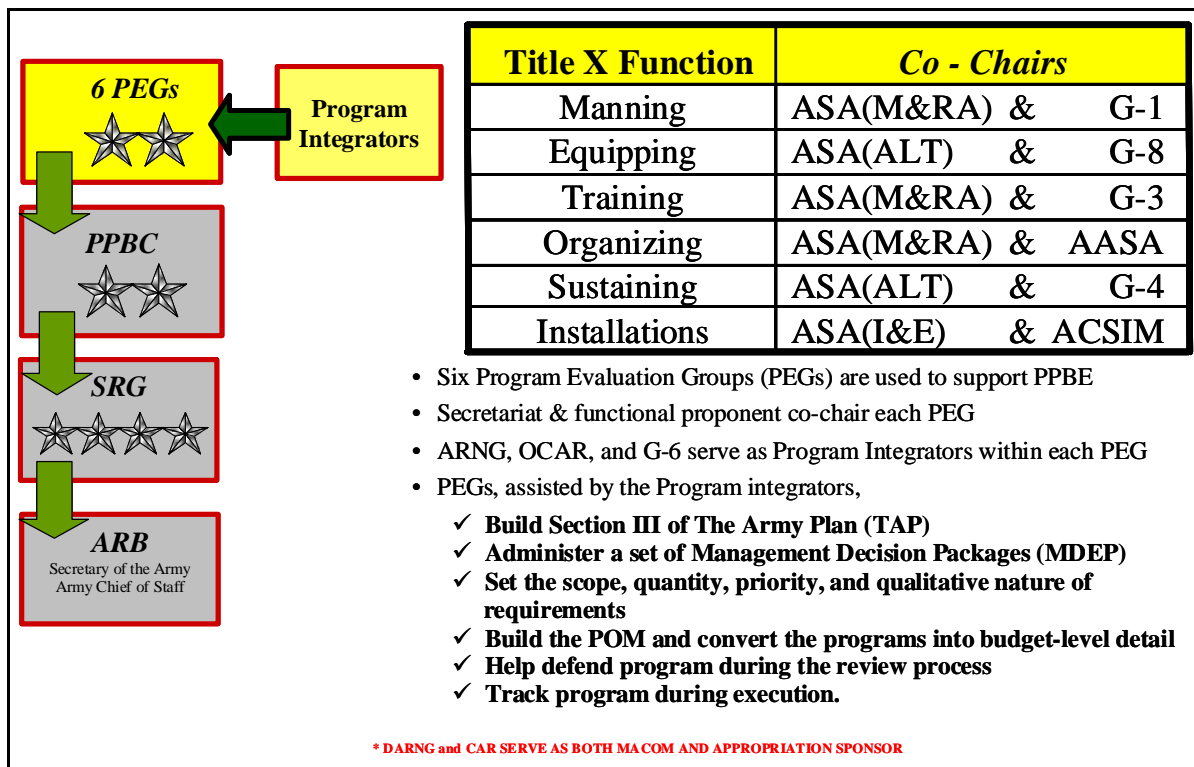 6 PEGs
Program
Integrators
PPBC
SRG
ARB
Secretary of the Army
Army Chief of Staff
Title X Function Co - Chairs
Manning ASA(M&RA) & G-1
Equipping ASA(ALT) & G-8
Training ASA(M&RA) & G-3
Organizing ASA(M&RA) & AASA
Sustaining ASA(ALT) & G-4
Installations ASA(I&E) & ACSIM
• Six Program Evaluation Groups (PEGs) are used to support PPBE
• Secretariat & functional proponent co-chair each PEG
• ARNG, OCAR, and G-6 serve as Program Integrators within each PEG
• PEGs, assisted by the Program integrators,
✓ Build Section III of The Army Plan (TAP)
✓ Administer a set of Management Decision Packages (MDEP)
✓ Set the scope, quantity, priority, and qualitative nature of
requirements
✓ Build the POM and convert the programs into budget-level detail
✓ Help defend program during the review process
✓ Track program during execution.
* DARNG and CAR SERVE AS BOTH MACOM AND APPROPRIATION SPONSOR